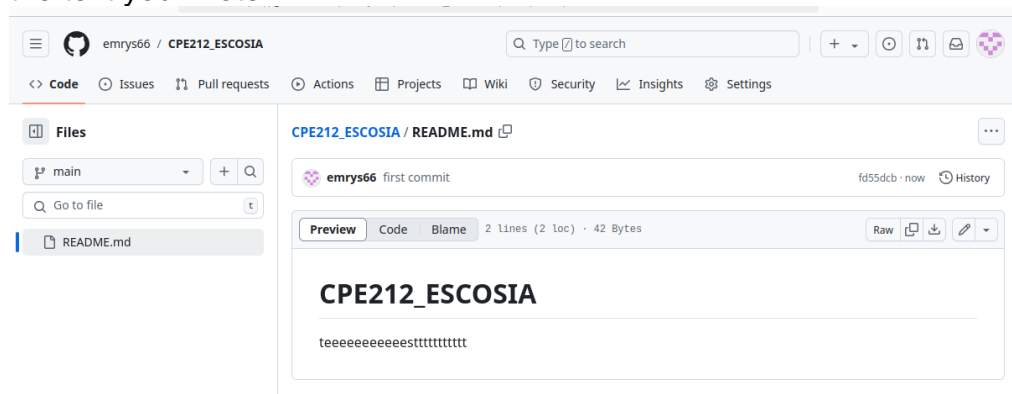 emrys66 / CPE212_ESCOSIA
Type / to search
Code Issues Pull requests Actions Projects Wiki Security Insights Settings
Files
CPE212_ESCOSIA / README.md
main
emrys66 first commit
fd55dcb · now History
Go to file t
README.md
Preview Code Blame 2 lines (2 loc) · 42 Bytes
Raw
CPE212_ESCOSIA
teeeeeeeeeeesttttttttttt